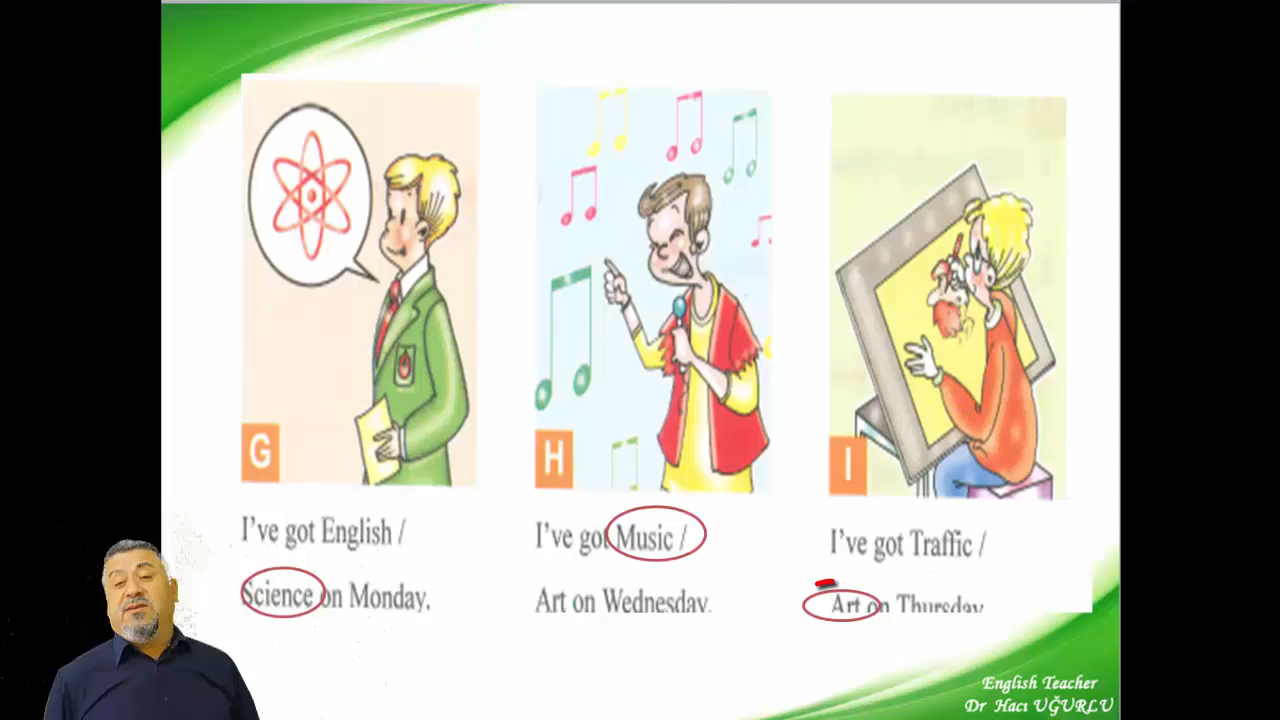 G
H
I
I've got English /
Science on Monday.
I've got Music /
Art on Wednesday.
I've got Traffic /
Art on Thursday
English Teacher
Dr Hacı UĞURLU